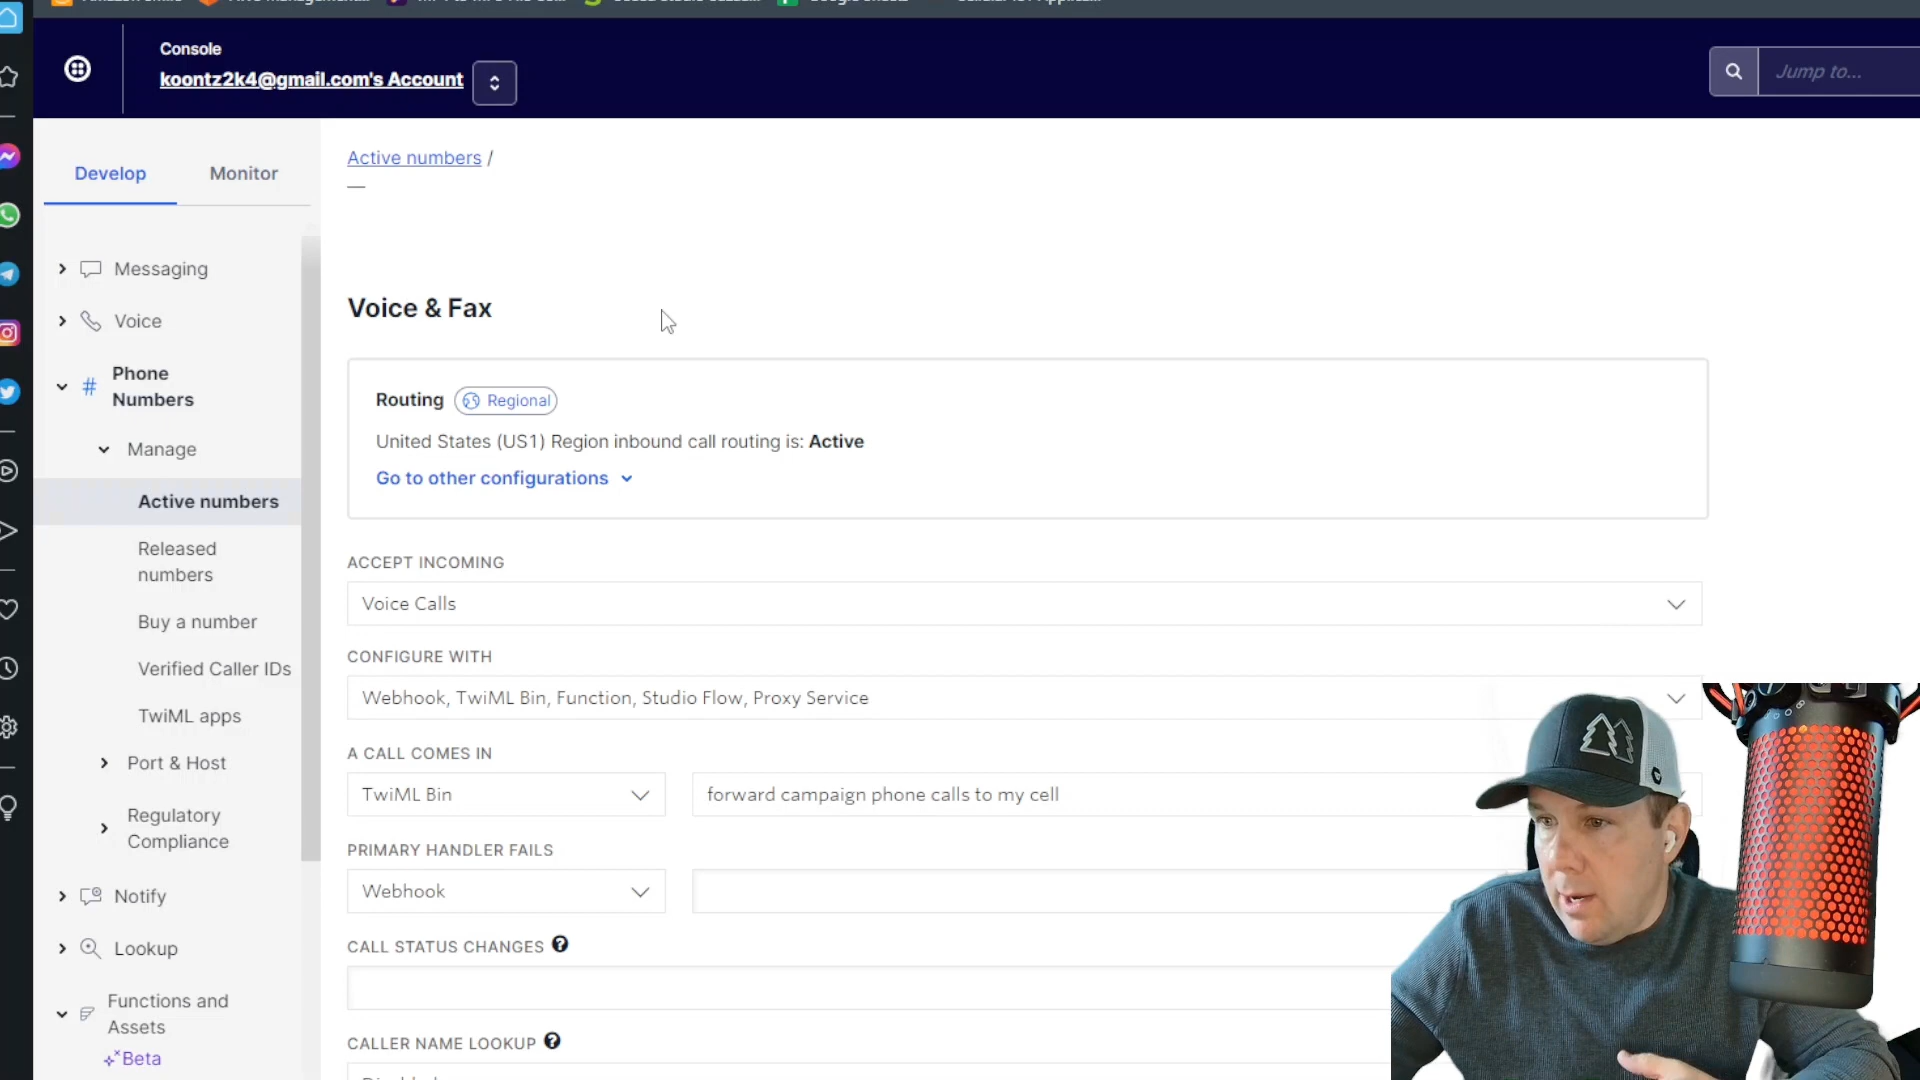 Console
koontz2k4@gmail.com's Account
Jump to...
Develop
Monitor
Active numbers /
—
Messaging
Voice
Phone
Numbers
Manage
Active numbers
Released
numbers
Buy a number
Verified Caller IDs
TwiML apps
Port & Host
Regulatory
Compliance
Notify
Lookup
Functions and
Assets
Beta
Voice & Fax
Routing
Regional
United States (US1) Region inbound call routing is: Active
Go to other configurations
ACCEPT INCOMING
Voice Calls
CONFIGURE WITH
Webhook, TwiML Bin, Function, Studio Flow, Proxy Service
A CALL COMES IN
TwiML Bin
forward campaign phone calls to my cell
PRIMARY HANDLER FAILS
Webhook
CALL STATUS CHANGES
CALLER NAME LOOKUP